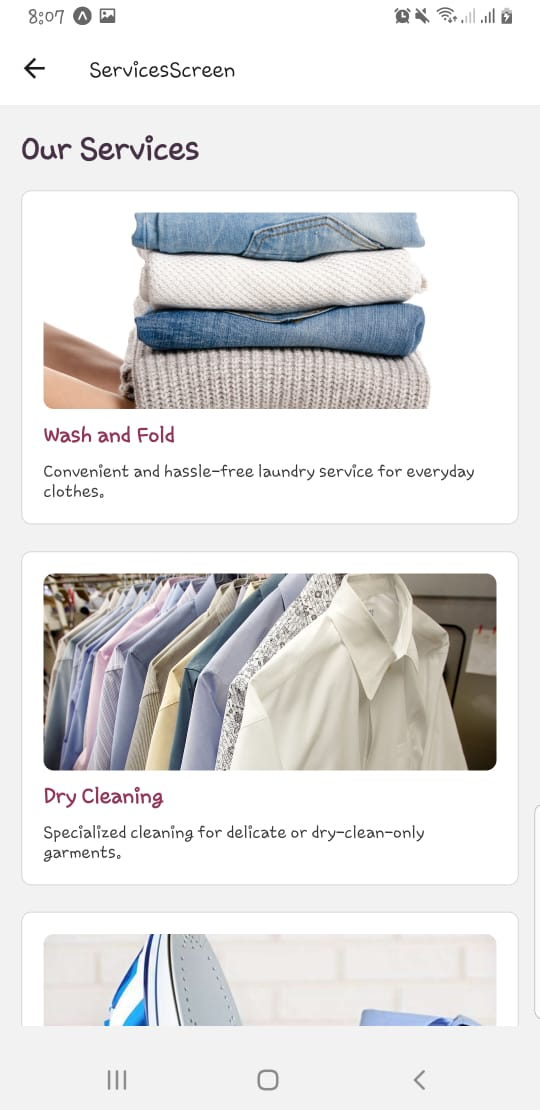 8:07
ServicesScreen
Our Services
Wash and Fold
Convenient and hassle-free laundry service for everyday
clothes.
Dry Cleaning
Specialized cleaning for delicate or dry-clean-only
garments.